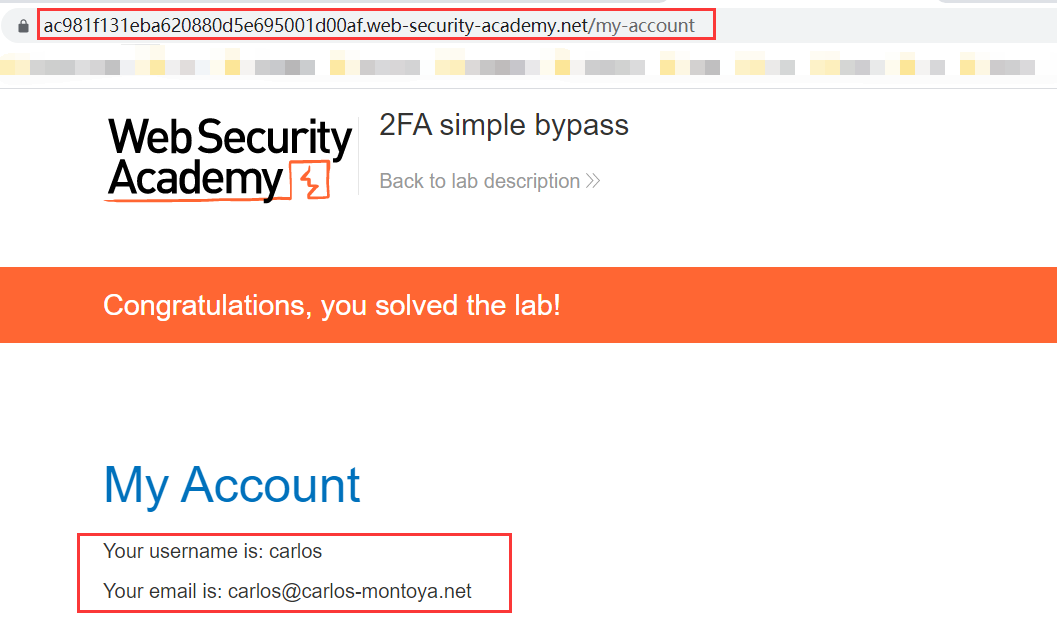 ac981f131eba620880d5e695001d00af.web-security-academy.net/my-account
Web Security
Academy
2FA simple bypass
Back to lab description
Congratulations, you solved the lab!
My Account
Your username is: carlos
Your email is: carlos@carlos-montoya.net